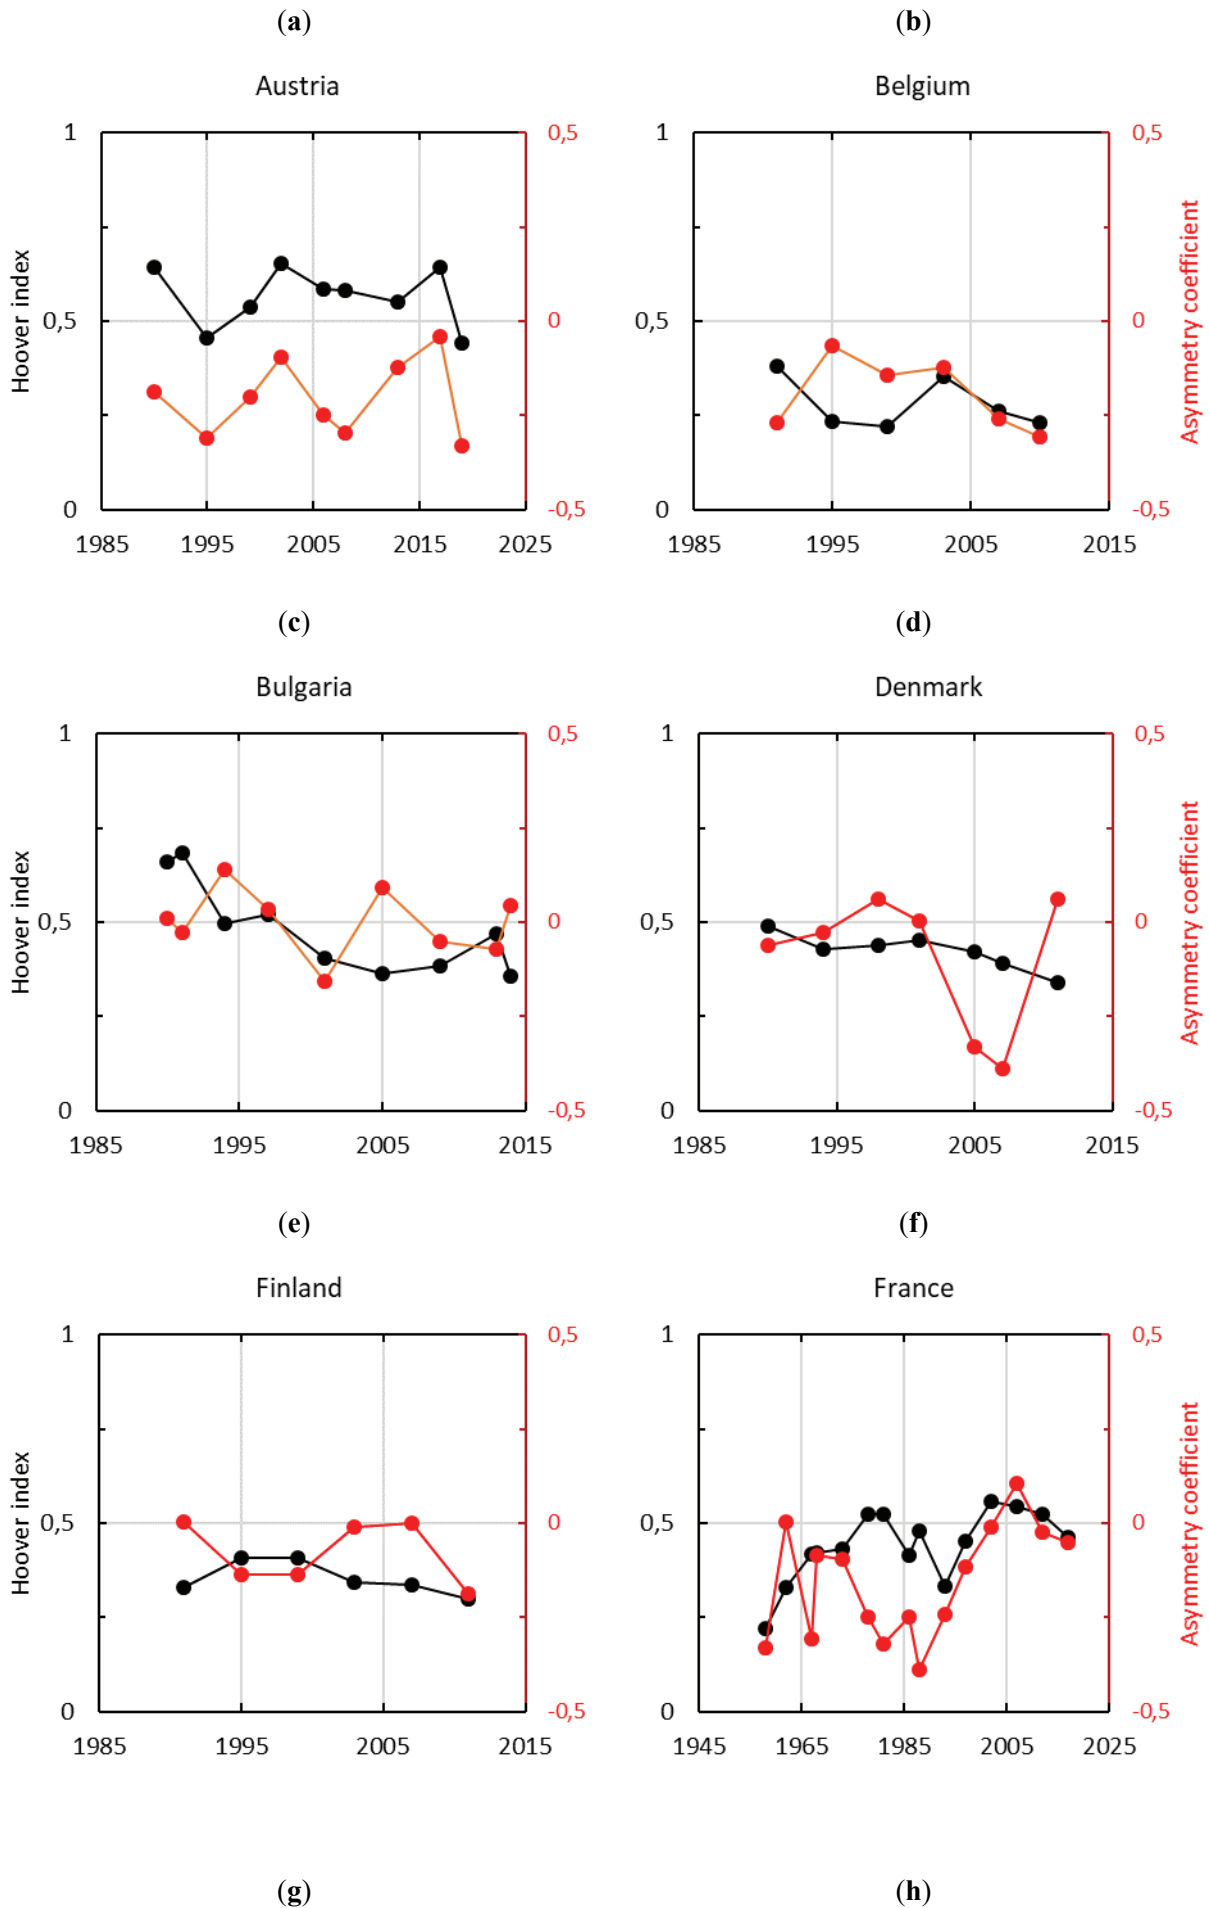 (a) (b)
Austria Belgium
1 0,5 1 0,5
Hoover index 0,5 0 0,5 0 Asymmetry coefficient
0 -0,5 0 -0,5
1985 1995 2005 2015 2025 1985 1995 2005 2015
(c) (d)
Bulgaria Denmark
1 0,5 1 0,5
Hoover index 0,5 0 0,5 0 Asymmetry coefficient
0 -0,5 0 -0,5
1985 1995 2005 2015 1985 1995 2005 2015
(e) (f)
Finland France
1 0,5 1 0,5
Hoover index 0,5 0 0,5 0 Asymmetry coefficient
0 -0,5 0 -0,5
1985 1995 2005 2015 1945 1965 1985 2005 2025
(g) (h)